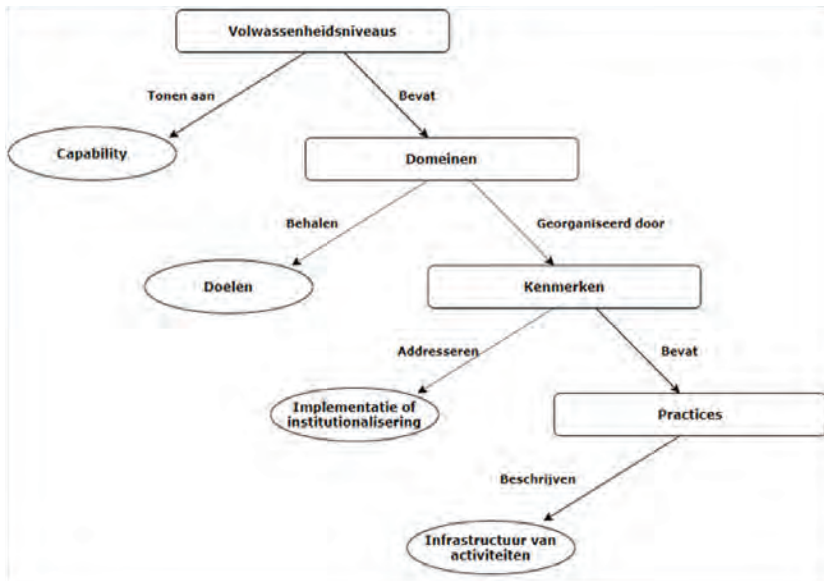 Volwassenheidsniveaus
Tonen aan
Bevat
Capability
Domeinen
Behalen
Georganiseerd door
Doelen
Kenmerken
Addresseren
Bevat
Implementatie of
institutionalisering
Practices
Beschrijven
Infrastructuur van
activiteiten